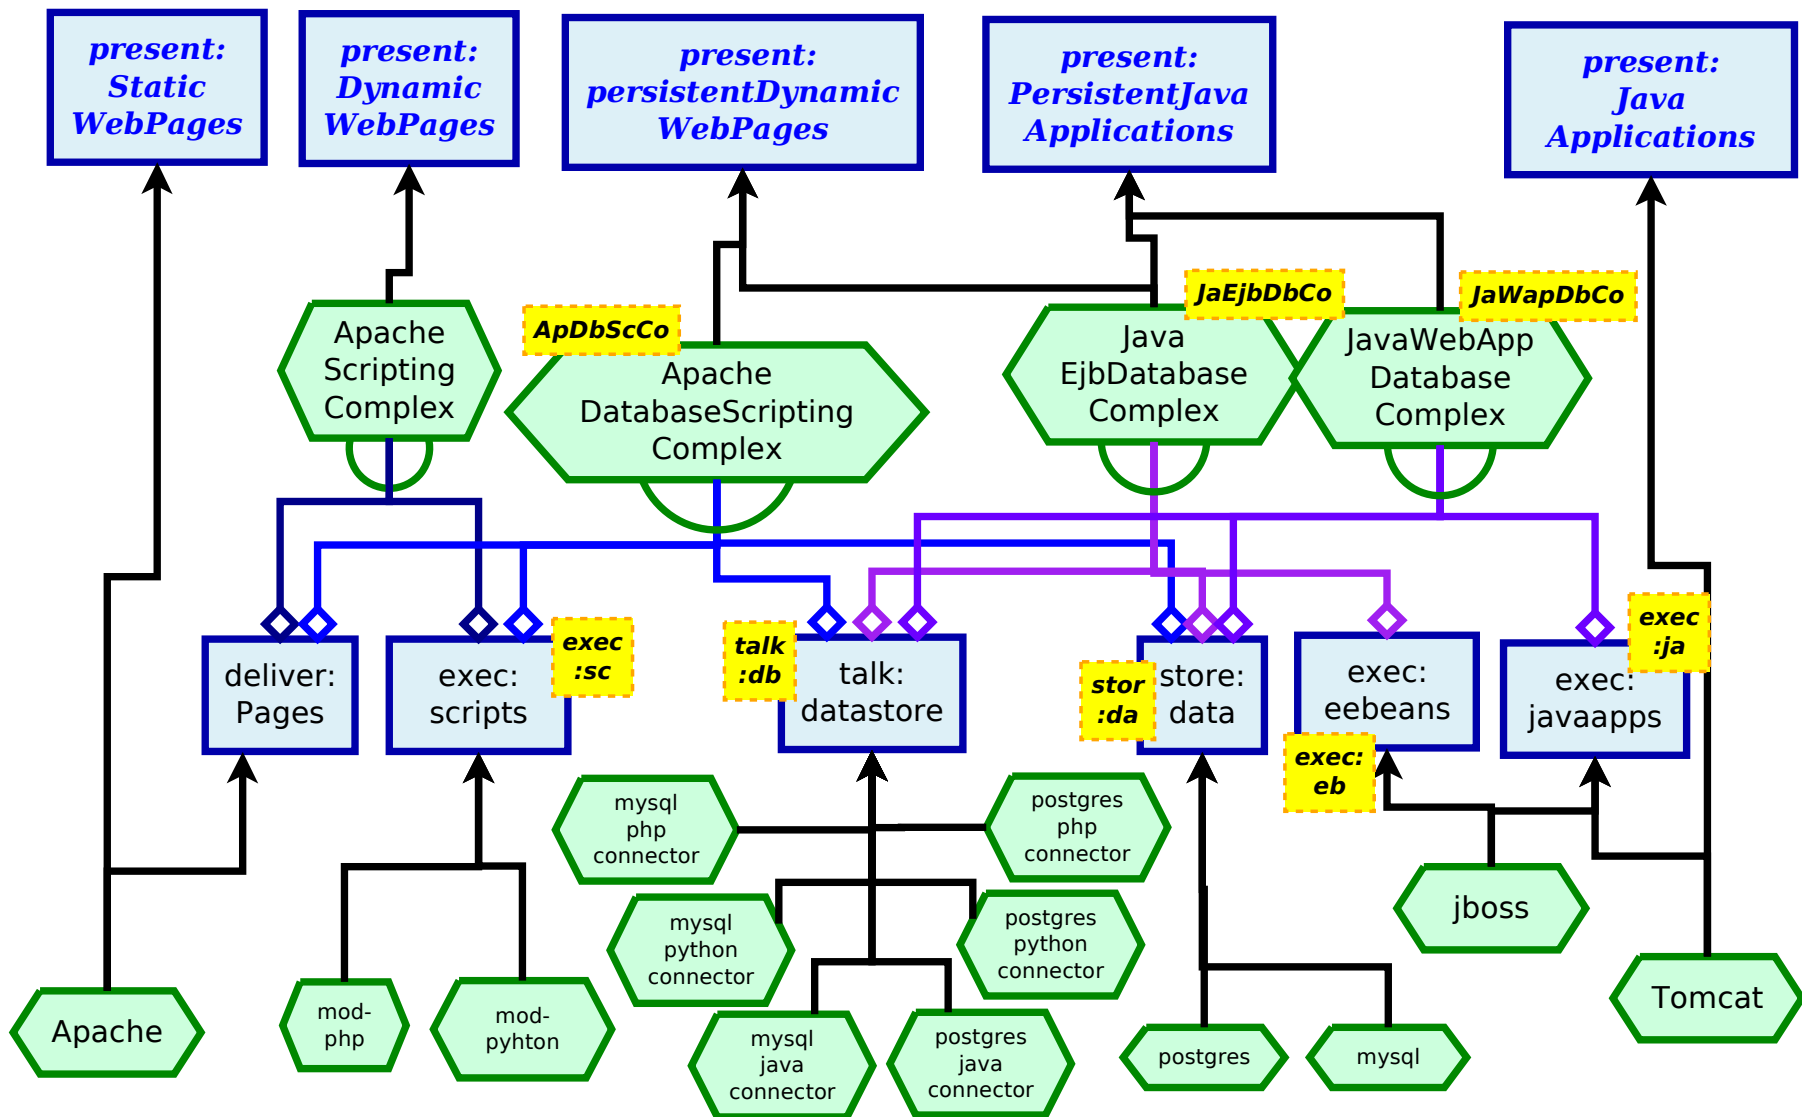 present:
Static
WebPages
present:
Dynamic
WebPages
present:
persistentDynamic
WebPages
present:
PersistentJava
Applications
present:
Java
Applications
Apache
Scripting
Complex
ApDbScCo
Apache
DatabaseScripting
Complex
JaEjbDbCo
Java
EjbDatabase
Complex
JaWapDbCo
JavaWebApp
Database
Complex
deliver:
Pages
exec:
scripts
exec
:sc
talk
:db
talk:
datastore
stor
:da
store:
data
exec:
eebeans
exec:
eb
exec:
javaapps
exec
:ja
mysql
php
connector
postgres
php
connector
mysql
python
connector
postgres
python
connector
mysql
java
connector
postgres
java
connector
jboss
Apache
mod-
php
mod-
pyhton
postgres
mysql
Tomcat